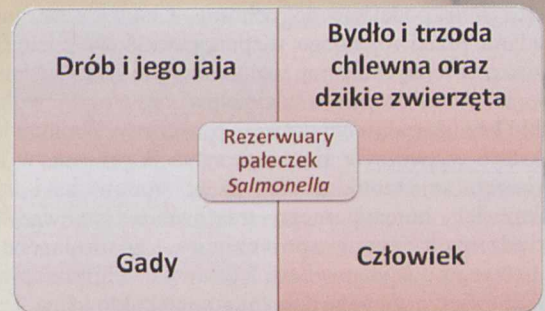 Drób i jego jaja
Bydło i trzoda
chlewna oraz
dzikie zwierzęta
Rezerwuary
pałeczek
Salmonella
Gady
Człowiek